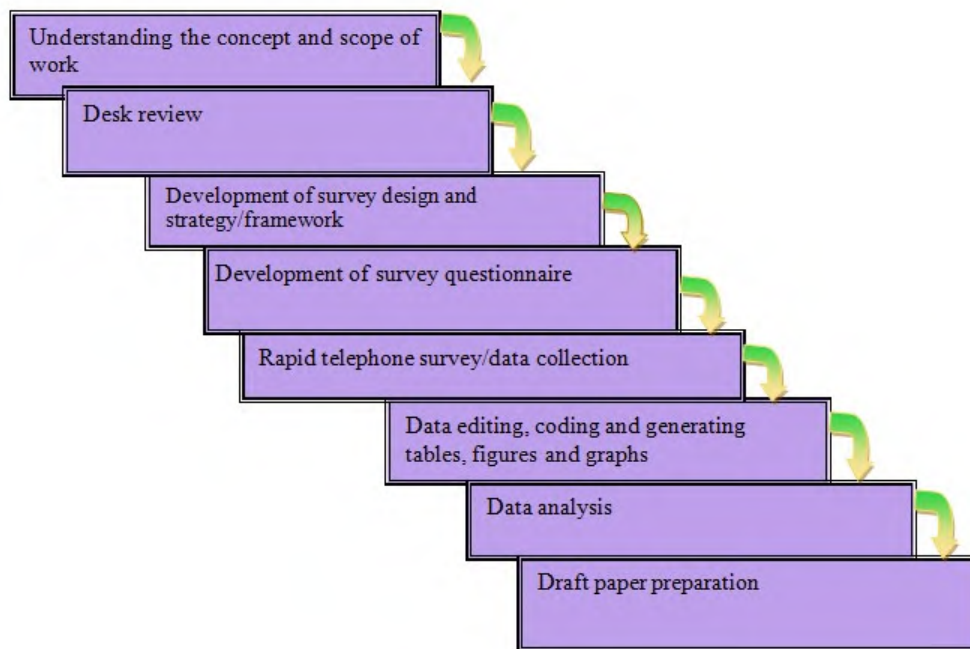 Understanding the concept and scope of
work
Desk review
Development of survey design and
strategy/framework
Development of survey questionnaire
Rapid telephone survey/data collection
Data editing, coding and generating
tables, figures and graphs
Data analysis
Draft paper preparation